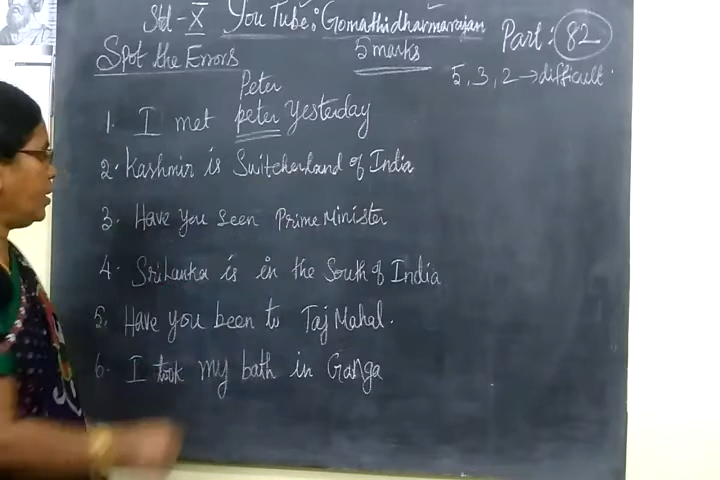 Std - X YouTube: Gomathidharmarajan
Spot the Errors 5 marks Part: 82
5, 3, 2 → difficult.
Peter
1. I met peter Yesterday
2. Kashmir is Switcherland of India
3. Have you seen Prime Minister
4. SriLanka is in the South of India
5. Have you been to Taj Mahal.
6. I took my bath in Ganga